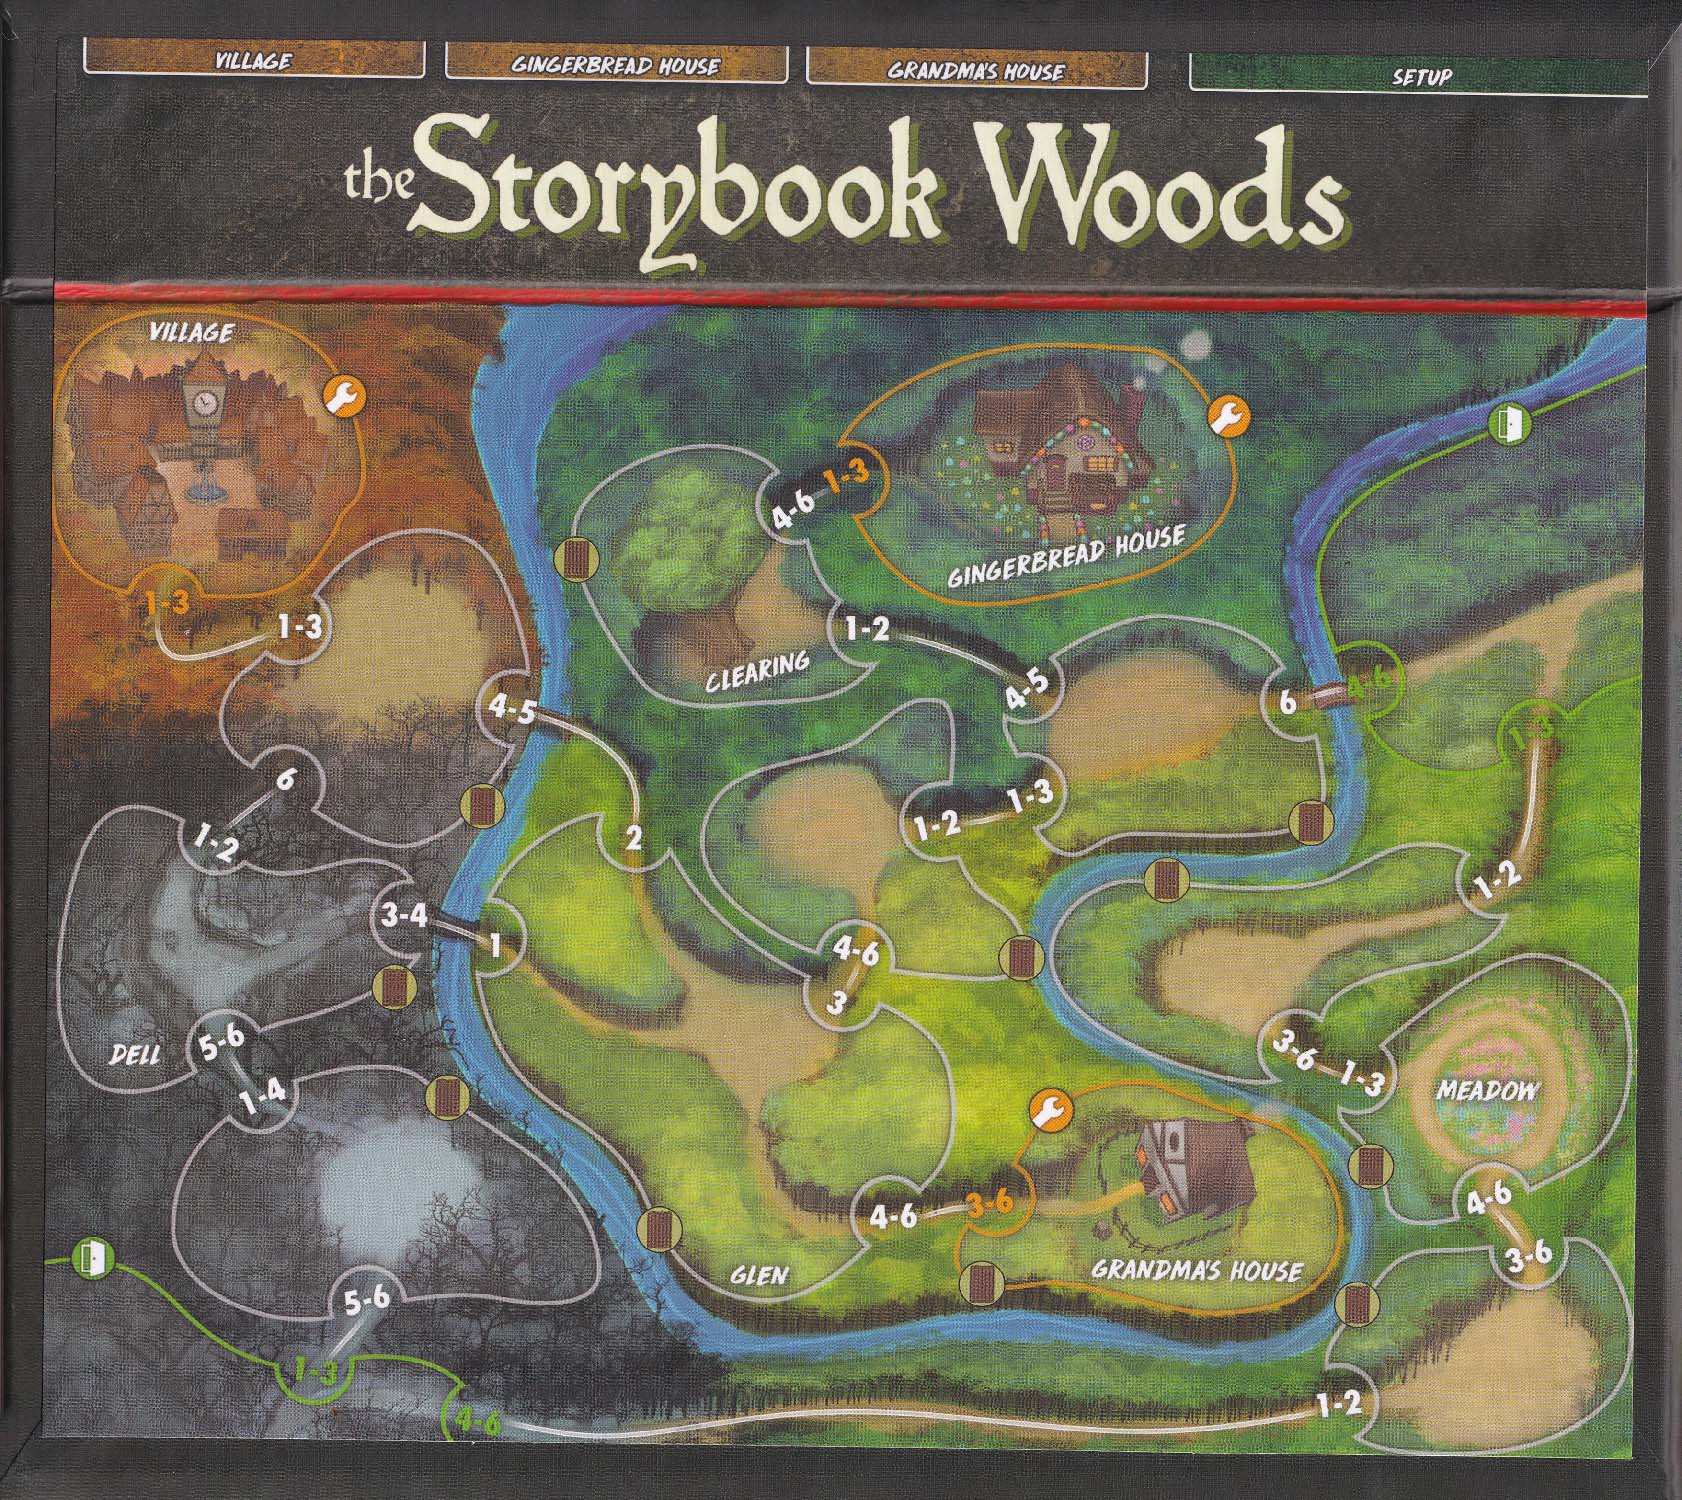 VILLAGE
GINGERBREAD HOUSE
GRANDMA'S HOUSE
SETUP
the Storybook Woods
VILLAGE
1-3
1-3
4-5
6
1-2
3-4
1
2
5-6
DELL
1-4
5-6
1-3
4-6
CLEARING
4-6
1-3
GINGERBREAD HOUSE
1-2
4-5
6
4-6
1-3
1-3
1-2
4-6
3
1-2
3-6
1-3
MEADOW
4-6
3-6
1-2
4-6
3-6
GLEN
GRANDMA'S HOUSE